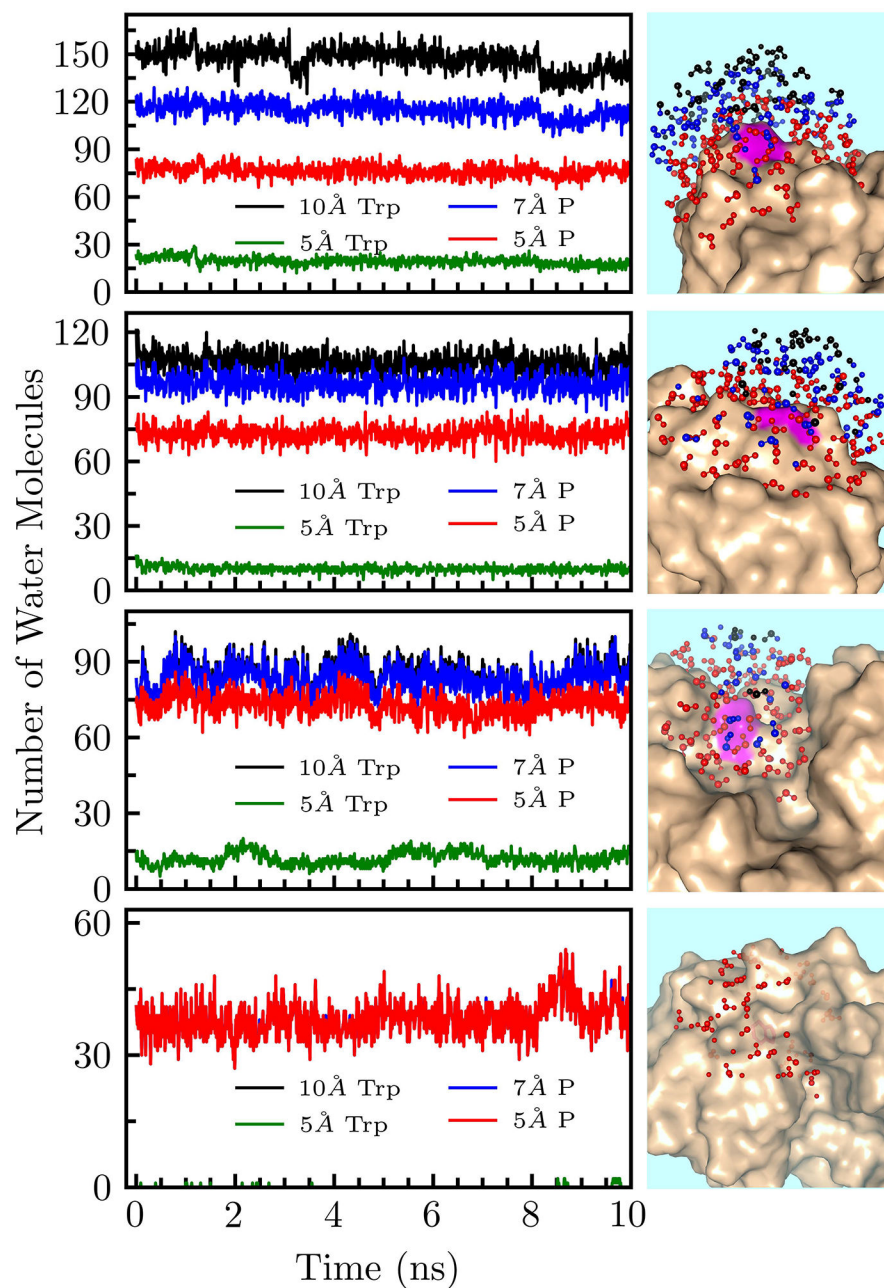 Number of Water Molecules
150
120
90
60
30
0
10Å Trp
7Å P
5Å Trp
5Å P
120
90
60
30
0
10Å Trp
7Å P
5Å Trp
5Å P
90
60
30
0
10Å Trp
7Å P
5Å Trp
5Å P
60
30
0
10Å Trp
7Å P
5Å Trp
5Å P
0 2 4 6 8 10
Time (ns)